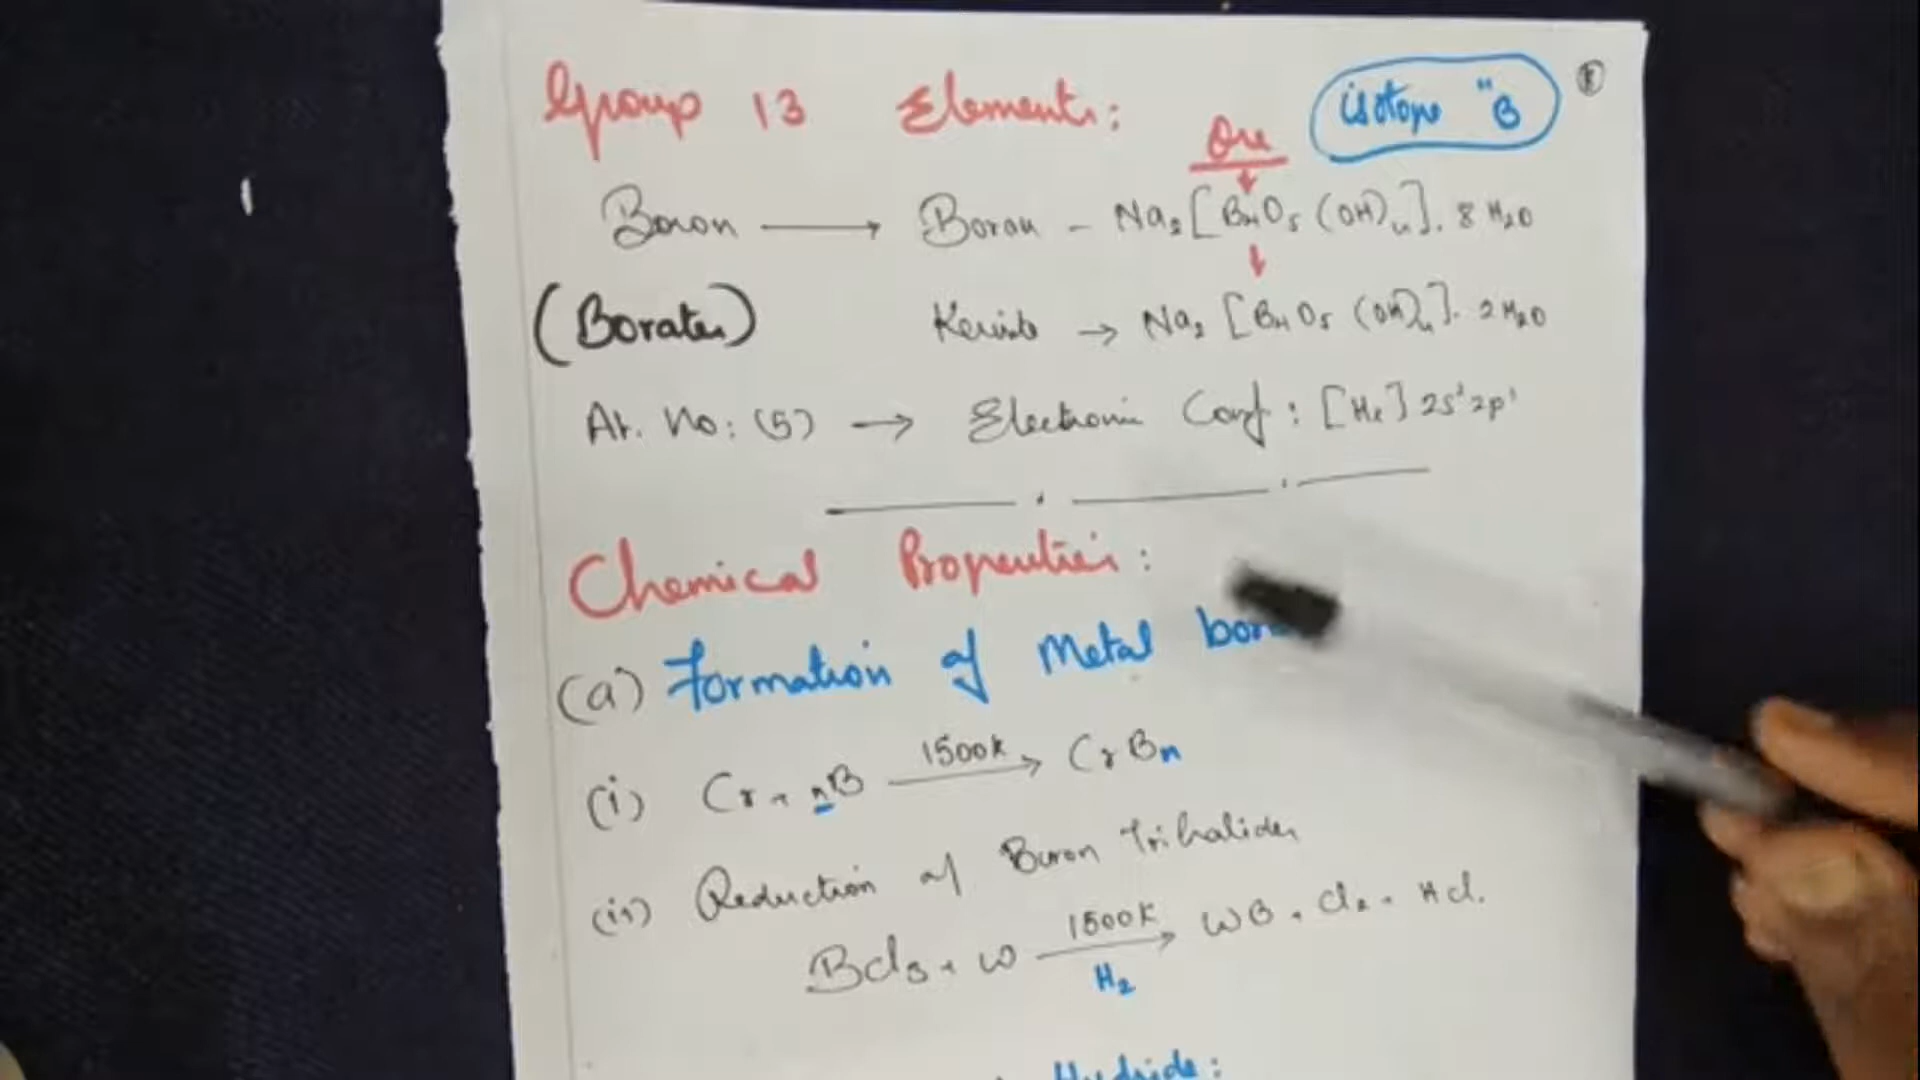 Group 13 Elements:
Ore
isotope ¹¹B
Boron ⟶ Borax - Na₂[B₄O₅(OH)₄].8H₂O
(Borates)
Kernite → Na₂[B₄O₅(OH)₄].2H₂O
At. No: (5) → Electronic Conf: [He] 2s² 2p¹
Chemical Properties:
(a) Formation of Metal
(i) Cr + nB 1500K → CrBn
(ii) Reduction of Boron Trihalides
BCl₃ + W 1500K → H₂ WB + Cl₂ + HCl.
Hydride: